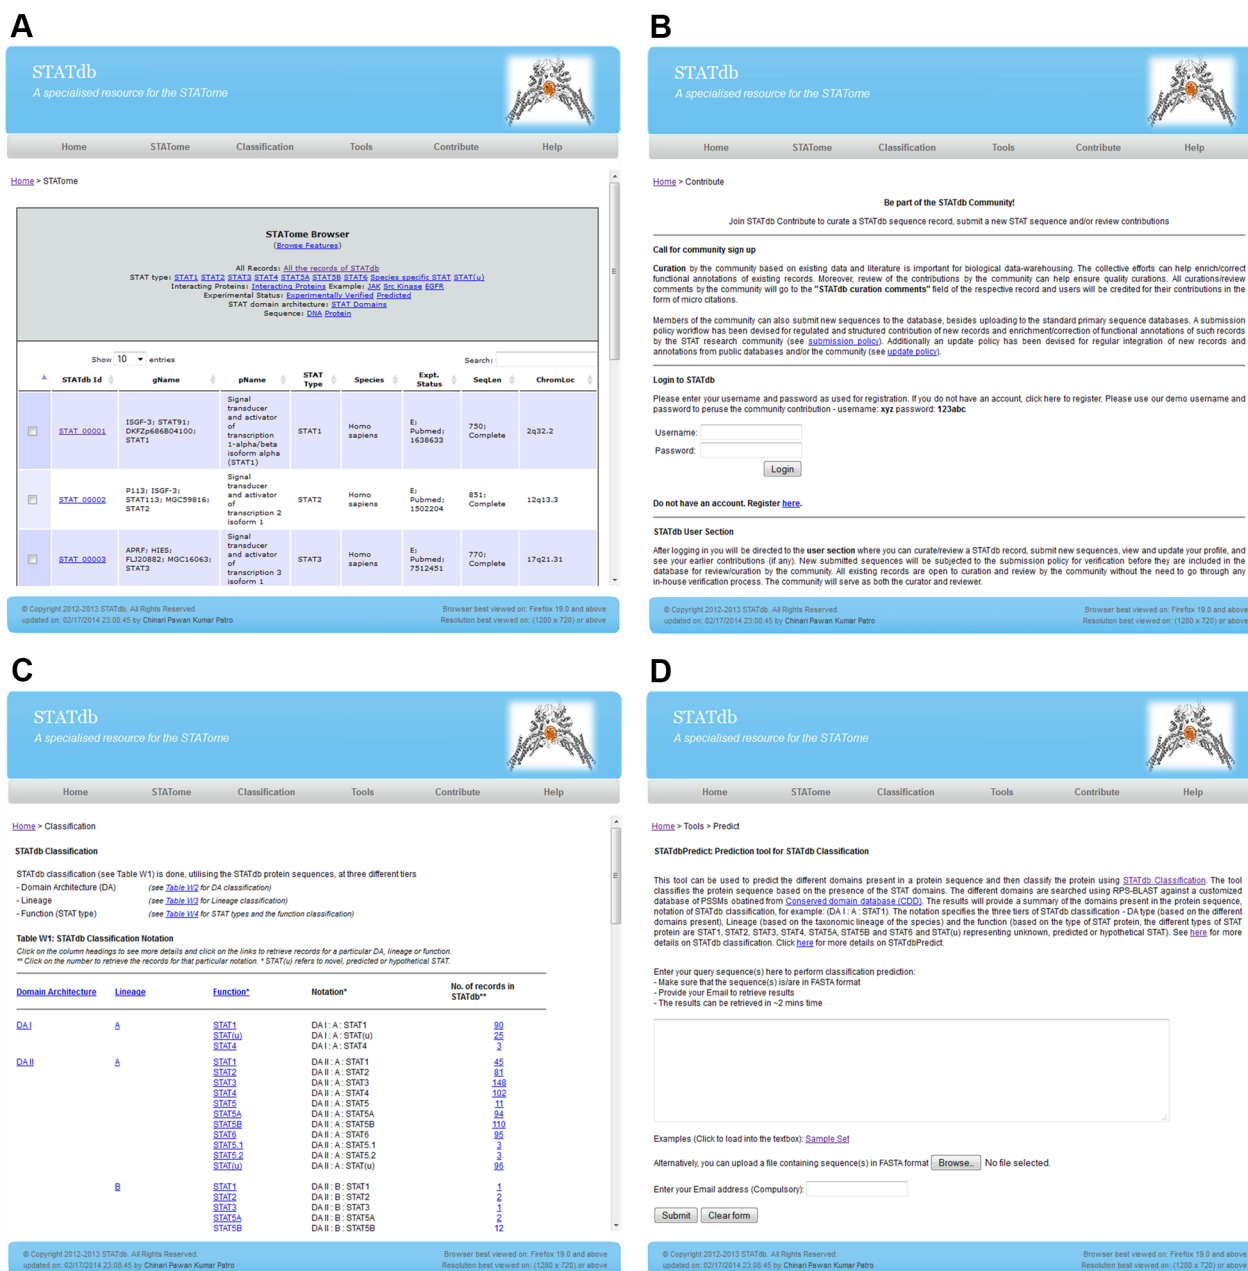 A
STATdb
A specialised resource for the STATome
Home STATome Classification Tools Contribute Help
Home > STATome
STATome Browser
(Browse Features)
All Records: All the records of STATdb
STAT type: STAT1 STAT2 STAT3 STAT4 STAT5A STAT5B STAT6 Species specific STAT STAT(u)
Interacting Proteins: Interacting Proteins Example: JAK Src Kinase EGFR
Experimental Status: Experimentally Verified Predicted
STAT domain architecture: STAT Domains
Sequence: DNA Protein
Show 10 entries Search:
STATdb Id gName pName STAT Type Species Expt. Status SeqLen ChromLoc
STAT_00001 ISGF-3; STAT91; DKFZp686B04100; STAT1 Signal transducer and activator of transcription 1-alpha/beta isoform alpha (STAT1) STAT1 Homo sapiens E; Pubmed; 1638633 750; Complete 2q32.2
STAT_00002 P113; ISGF-3; STAT113; MGC59816; STAT2 Signal transducer and activator of transcription 2 isoform 1 STAT2 Homo sapiens E; Pubmed; 1502204 851; Complete 12q13.3
STAT_00003 APRF; HIES; FLJ20882; MGC16063; STAT3 Signal transducer and activator of transcription 3 isoform 1 STAT3 Homo sapiens E; Pubmed; 7512451 770; Complete 17q21.31
© Copyright 2012-2013 STATdb. All Rights Reserved. Browser best viewed on: Firefox 19.0 and above
updated on: 02/17/2014 23:08:45 by Chinari Pawan Kumar Patro Resolution best viewed on: (1280 x 720) or above
B
STATdb
A specialised resource for the STATome
Home STATome Classification Tools Contribute Help
Home > Contribute
Be part of the STATdb Community!
Join STATdb Contribute to curate a STATdb sequence record, submit a new STAT sequence and/or review contributions
Call for community sign up
Curation by the community based on existing data and literature is important for biological data-warehousing. The collective efforts can help enrich/correct
functional annotations of existing records. Moreover, review of the contributions by the community can help ensure quality curations. All curations/review
comments by the community will go to the "STATdb curation comments" field of the respective record and users will be credited for their contributions in the
form of micro citations.
Members of the community can also submit new sequences to the database, besides uploading to the standard primary sequence databases. A submission
policy workflow has been devised for regulated and structured contribution of new records and enrichment/correction of functional annotations of such records
by the STAT research community (see submission policy). Additionally an update policy has been devised for regular integration of new records and
annotations from public databases and/or the community (see update policy).
Login to STATdb
Please enter your username and password as used for registration. If you do not have an account, click here to register. Please use our demo username and
password to peruse the community contribution - username: xyz password: 123abc
Username:
Password:
Login
Do not have an account. Register here.
STATdb User Section
After logging in you will be directed to the user section where you can curate/review a STATdb record, submit new sequences, view and update your profile, and
see your earlier contributions (if any). New submitted sequences will be subjected to the submission policy for verification before they are included in the
database for review/curation by the community. All existing records are open to curation and review by the community without the need to go through any
in-house verification process. The community will serve as both the curator and reviewer.
© Copyright 2012-2013 STATdb. All Rights Reserved. Browser best viewed on: Firefox 19.0 and above
updated on: 02/17/2014 23:08:45 by Chinari Pawan Kumar Patro Resolution best viewed on: (1280 x 720) or above
C
STATdb
A specialised resource for the STATome
Home STATome Classification Tools Contribute Help
Home > Classification
STATdb Classification
STATdb classification (see Table W1) is done, utilising the STATdb protein sequences, at three different tiers
- Domain Architecture (DA) (see Table W2 for DA classification)
- Lineage (see Table W3 for Lineage classification)
- Function (STAT type) (see Table W4 for STAT types and the function classification)
Table W1: STATdb Classification Notation
Click on the column headings to see more details and click on the links to retrieve records for a particular DA, lineage or function.
** Click on the number to retrieve the records for that particular notation. * STAT(u) refers to novel, predicted or hypothetical STAT.
Domain Architecture Lineage Function* Notation* No. of records in STATdb**
DA I A STAT1 DA I : A : STAT1 90
STAT(u) DA I : A : STAT(u) 25
STAT4 DA I : A : STAT4 3
DA II A STAT1 DA II : A : STAT1 45
STAT2 DA II : A : STAT2 81
STAT3 DA II : A : STAT3 148
STAT4 DA II : A : STAT4 102
STAT5 DA II : A : STAT5 11
STAT5A DA II : A : STAT5A 94
STAT5B DA II : A : STAT5B 110
STAT6 DA II : A : STAT6 95
STAT5.1 DA II : A : STAT5.1 3
STAT5.2 DA II : A : STAT5.2 3
STAT(u) DA II : A : STAT(u) 96
B STAT1 DA II : B : STAT1 1
STAT2 DA II : B : STAT2 2
STAT3 DA II : B : STAT3 1
STAT5A DA II : B : STAT5A 2
STAT5B DA II : B : STAT5B 12
© Copyright 2012-2013 STATdb. All Rights Reserved. Browser best viewed on: Firefox 19.0 and above
updated on: 02/17/2014 23:08:45 by Chinari Pawan Kumar Patro Resolution best viewed on: (1280 x 720) or above
D
STATdb
A specialised resource for the STATome
Home STATome Classification Tools Contribute Help
Home > Tools > Predict
STATdbPredict: Prediction tool for STATdb Classification
This tool can be used to predict the different domains present in a protein sequence and then classify the protein using STATdb Classification. The tool
classifies the protein sequence based on the presence of the STAT domains. The different domains are searched using RPS-BLAST against a customized
database of PSSMs obatined from Conserved domain database (CDD). The results will provide a summary of the domains present in the protein sequence,
notation of STATdb classification, for example: (DA I : A : STAT1). The notation specifies the three tiers of STATdb classification - DA type (based on the different
domains present), Lineage (based on the taxonomic lineage of the species) and the function (based on the type of STAT protein, the different types of STAT
protein are STAT1, STAT2, STAT3, STAT4, STAT5A, STAT5B and STAT6 and STAT(u) representing unknown, predicted or hypothetical STAT). See here for more
details on STATdb classification. Click here for more details on STATdbPredict.
Enter your query sequence(s) here to perform classification prediction:
- Make sure that the sequence(s) is/are in FASTA format
- Provide your Email to retrieve results
- The results can be retrieved in ~2 mins time
Examples (Click to load into the textbox): Sample Set
Alternatively, you can upload a file containing sequence(s) in FASTA format Browse.. No file selected.
Enter your Email address (Compulsory):
Submit Clear form
© Copyright 2012-2013 STATdb. All Rights Reserved. Browser best viewed on: Firefox 19.0 and above
updated on: 02/17/2014 23:08:45 by Chinari Pawan Kumar Patro Resolution best viewed on: (1280 x 720) or above